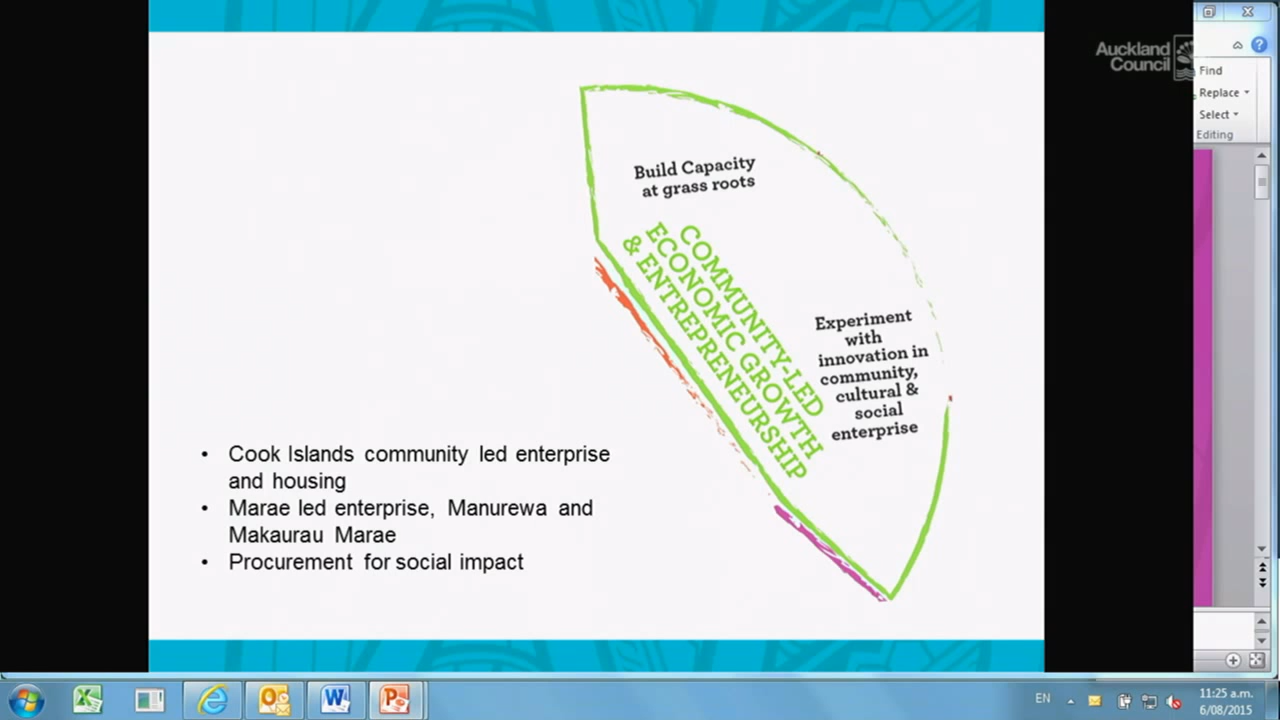 Auckland
Council
Find
Replace
Select
Editing
Build Capacity
at grass roots
COMMUNITY-LED
ECONOMIC GROWTH
& ENTREPRENEURSHIP
Experiment
with
innovation in
community,
cultural &
social
enterprise
• Cook Islands community led enterprise
and housing
• Marae led enterprise, Manurewa and
Makaurau Marae
• Procurement for social impact
EN
11:25 a.m.
6/08/2015